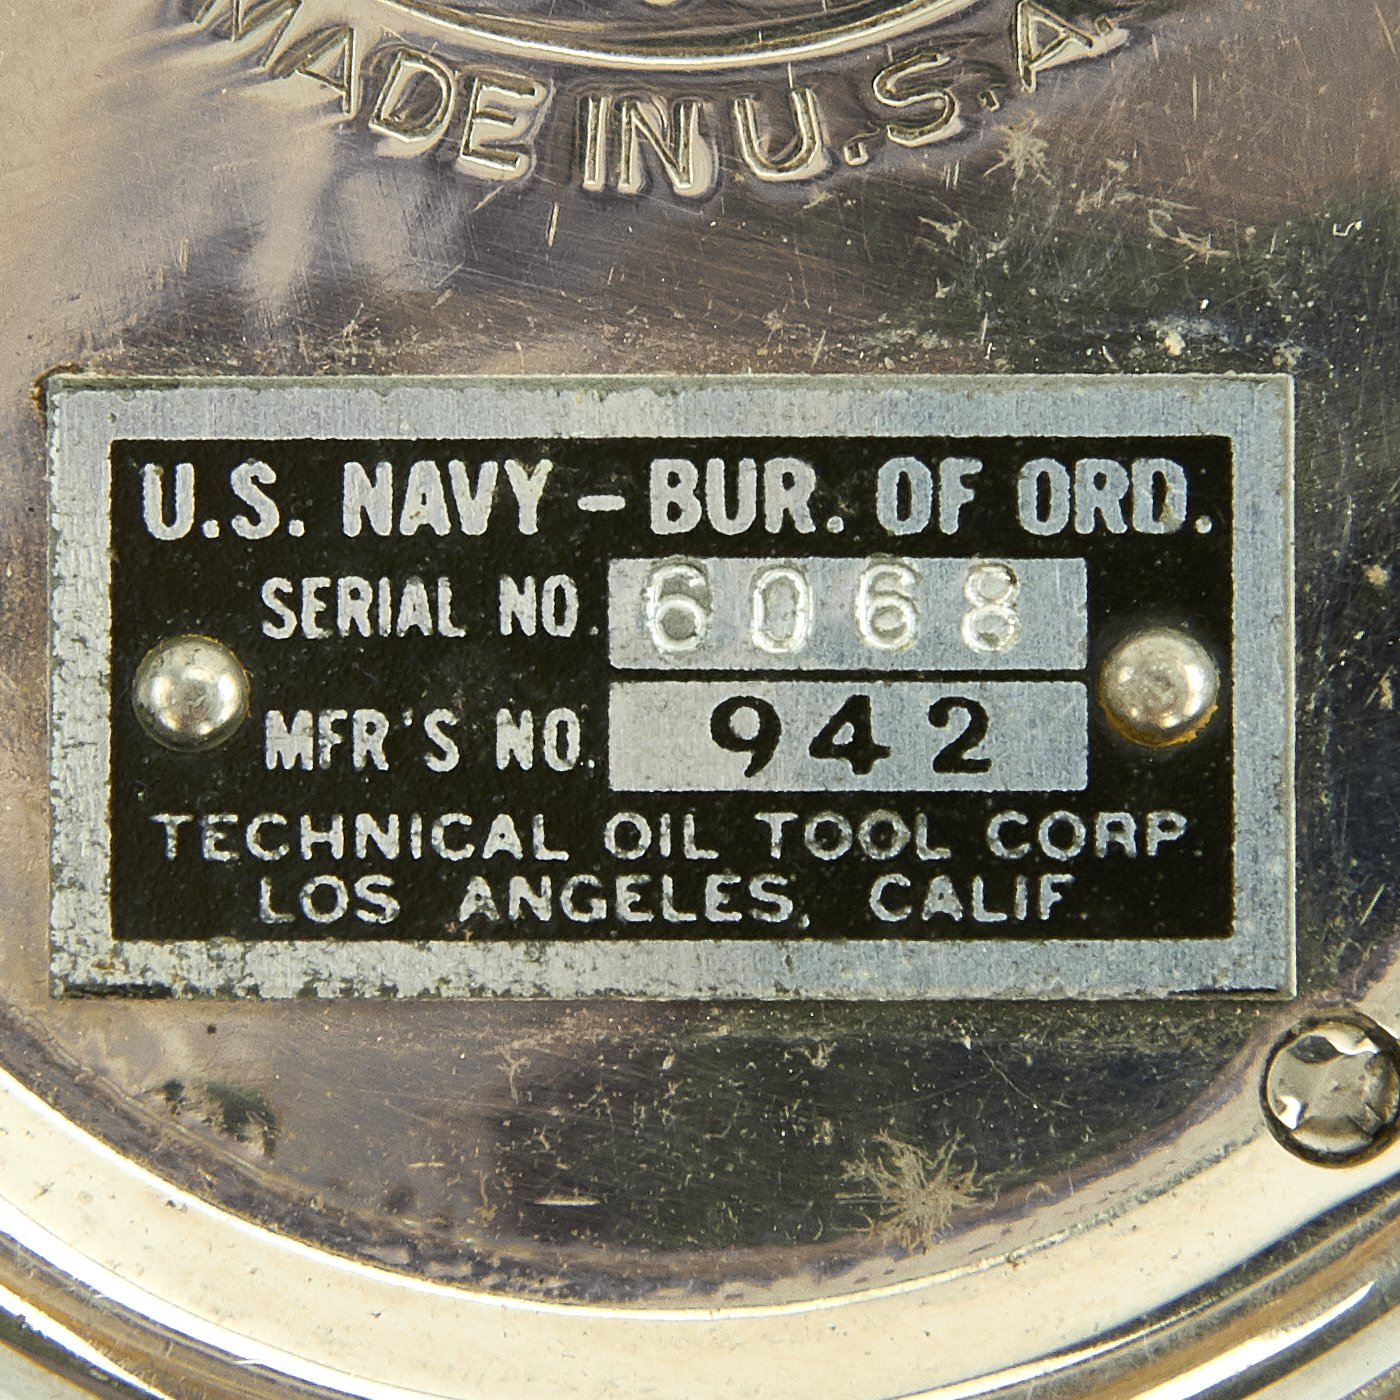 MADE IN U.S.A.
U.S. NAVY - BUR. OF ORD.
SERIAL NO. 6068
MFR'S NO. 942
TECHNICAL OIL TOOL CORP.
LOS ANGELES, CALIF.